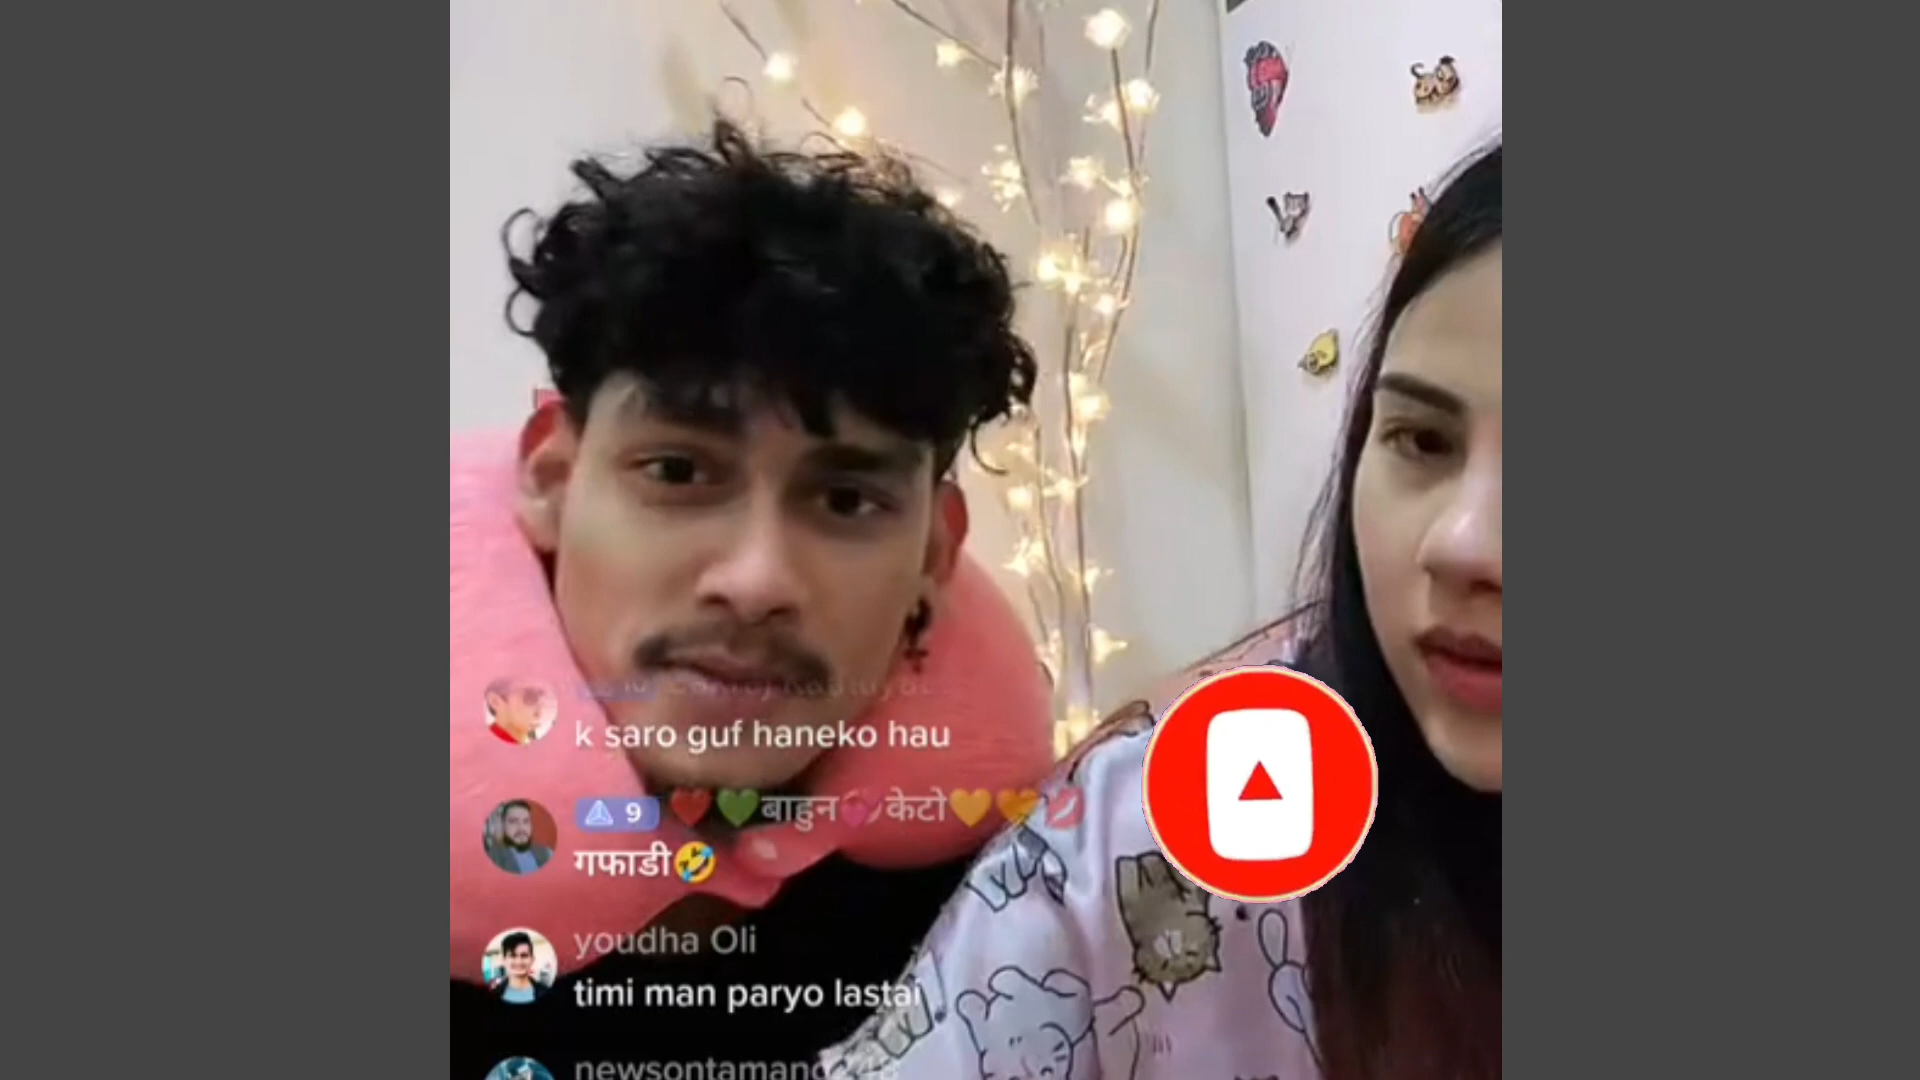 k saro guf haneko hau
9 ❤️💚बाहुन💞केटो🧡💝💋
गफाडी🤣
youdha Oli
timi man paryo lastai